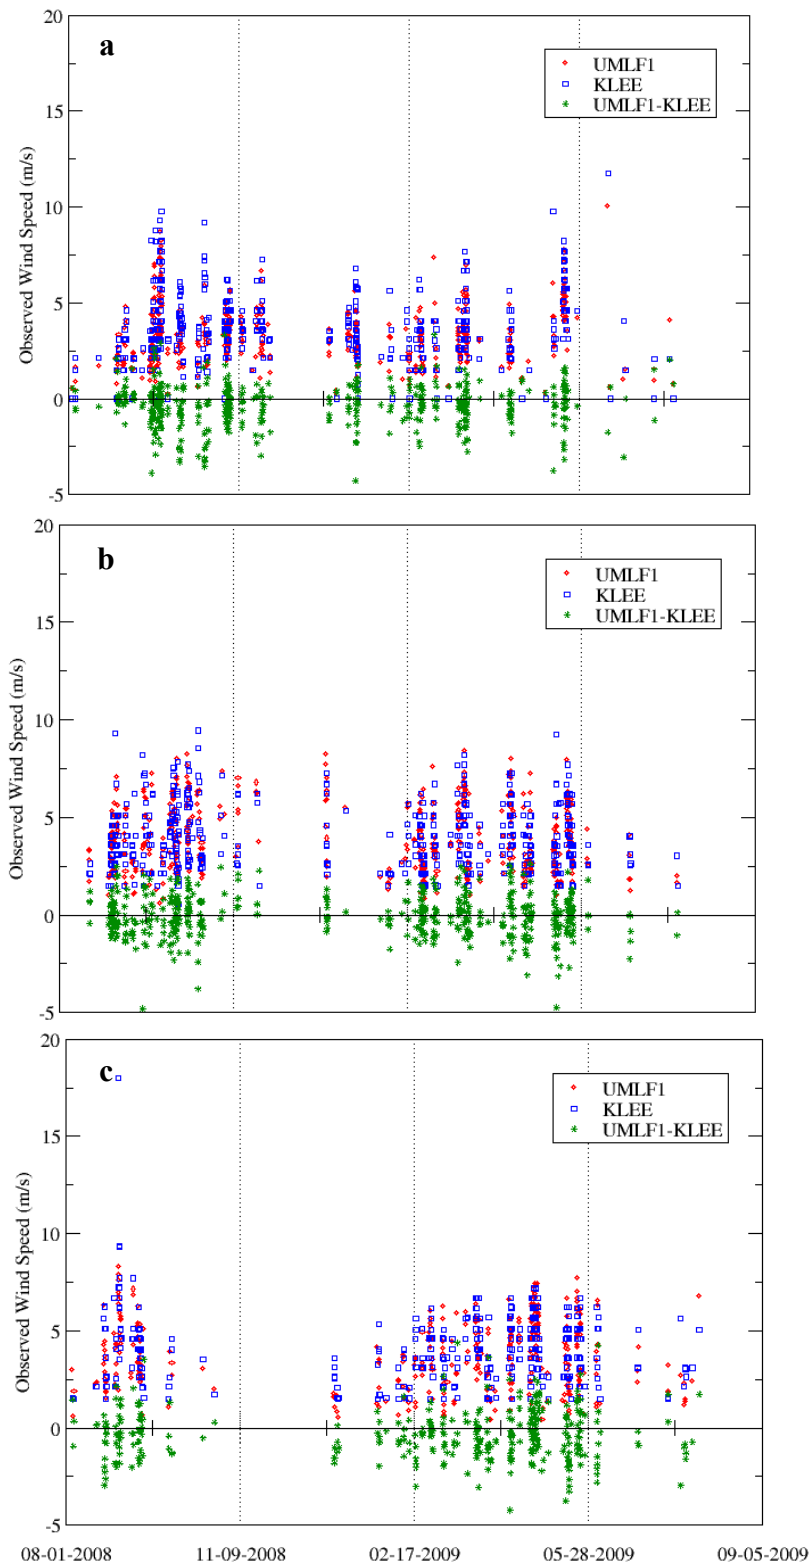 20
a
UMLF1
KLEE
UMLF1-KLEE
15
10
5
0
-5
Observed Wind Speed (m/s)
20
b
UMLF1
KLEE
UMLF1-KLEE
15
10
5
0
-5
Observed Wind Speed (m/s)
20
c
UMLF1
KLEE
UMLF1-KLEE
15
10
5
0
-5
Observed Wind Speed (m/s)
08-01-2008 11-09-2008 02-17-2009 05-28-2009 09-05-2009